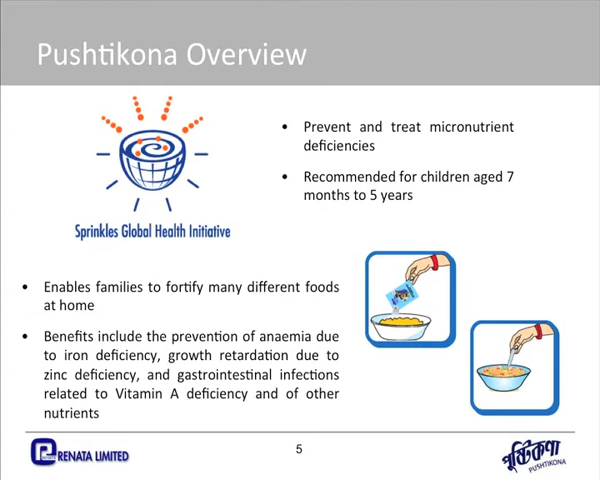 Pushtikona Overview
• Prevent and treat micronutrient
deficiencies
• Recommended for children aged 7
months to 5 years
Sprinkles Global Health Initiative
• Enables families to fortify many different foods
at home
• Benefits include the prevention of anaemia due
to iron deficiency, growth retardation due to
zinc deficiency, and gastrointestinal infections
related to Vitamin A deficiency and of other
nutrients
RENATA LIMITED
5
পুষ্টিকণা
PUSHTIKONA